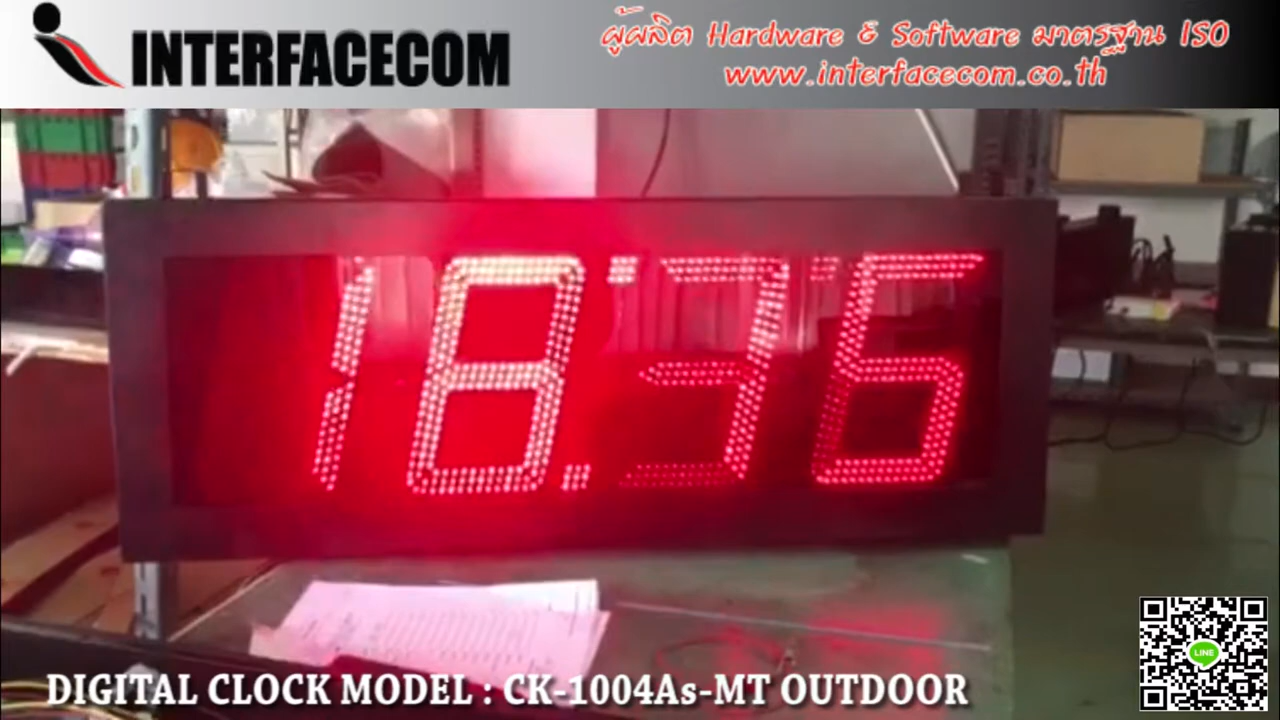 INTERFACECOM
ผู้ผลิต Hardware & Software มาตรฐาน ISO
www.interfacecom.co.th
18.36
LINE
DIGITAL CLOCK MODEL : CK-1004As-MT OUTDOOR